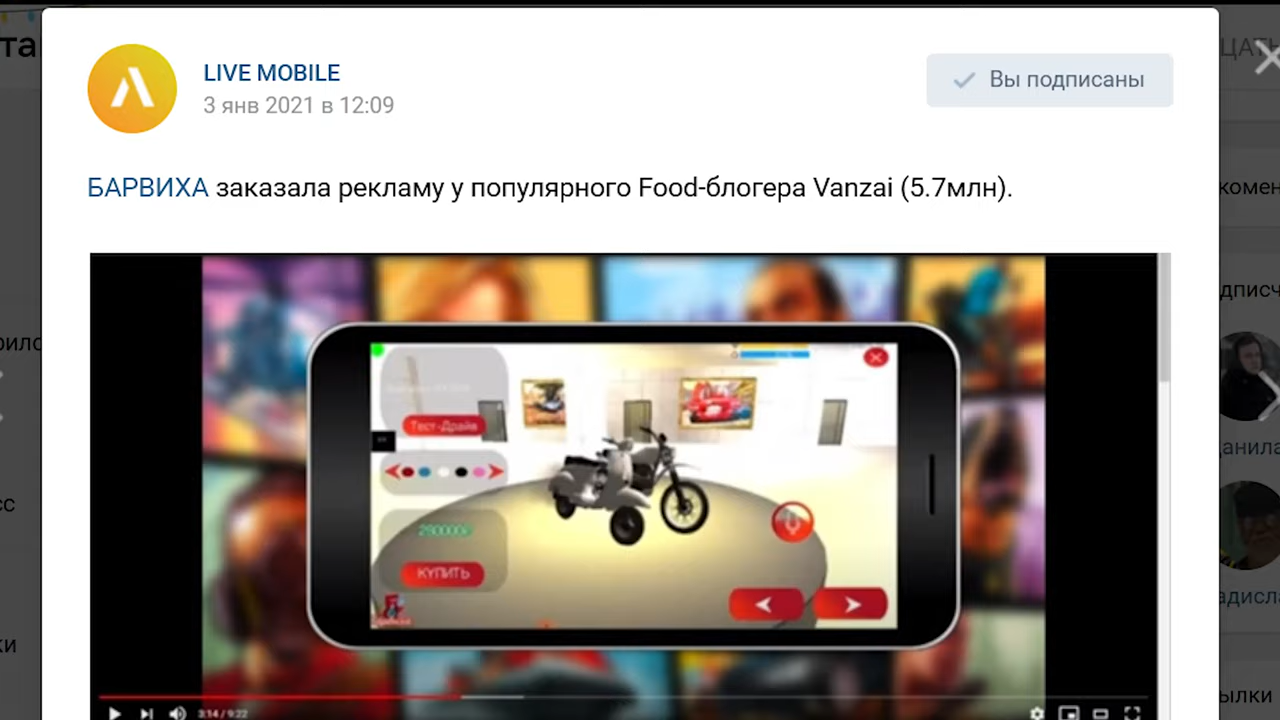 LIVE MOBILE
3 янв 2021 в 12:09
Вы подписаны
БАРВИХА заказала рекламу у популярного Food-блогера Vanzai (5.7млн).
Тест-Драйв
КУПИТЬ
3:14 / 9:22